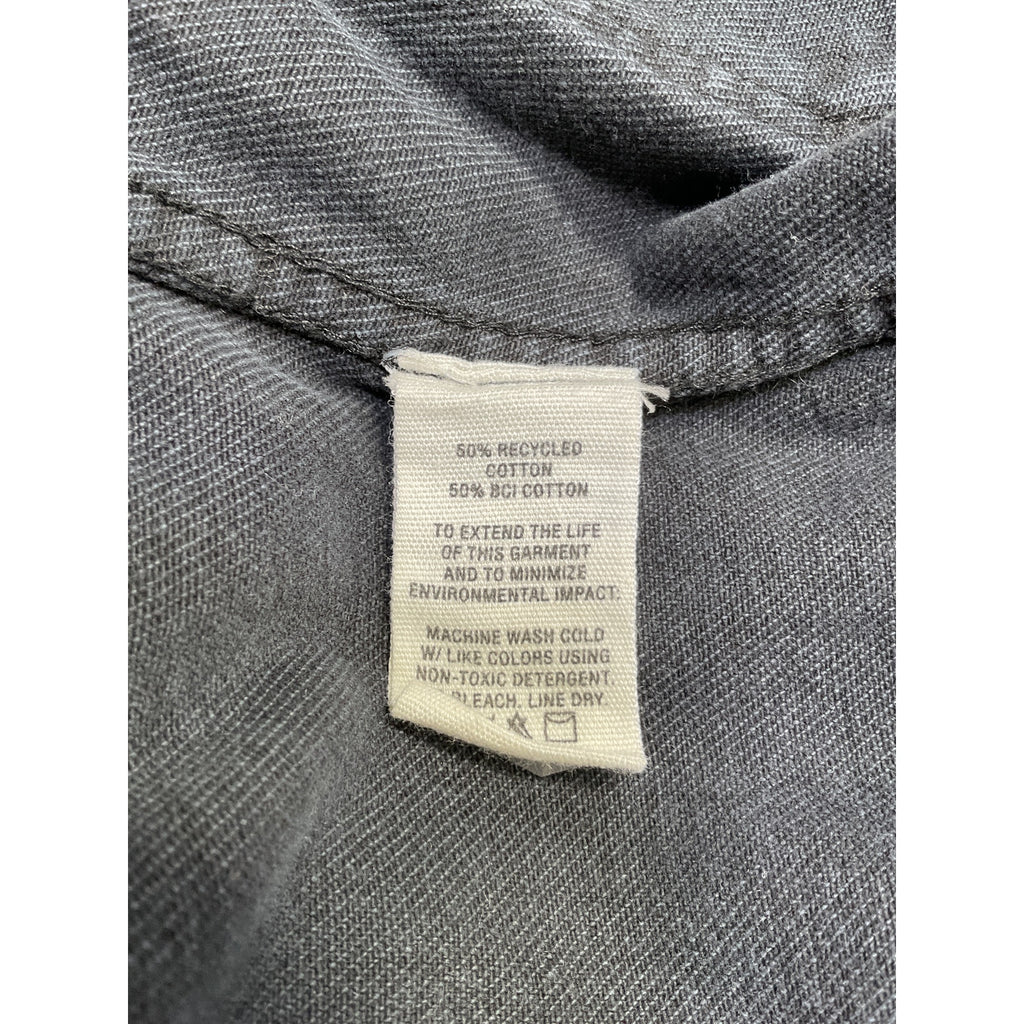 50% RECYCLED
COTTON
50% BCI COTTON
TO EXTEND THE LIFE
OF THIS GARMENT
AND TO MINIMIZE
ENVIRONMENTAL IMPACT:
MACHINE WASH COLD
W/ LIKE COLORS USING
NON-TOXIC DETERGENT.
BLEACH. LINE DRY.